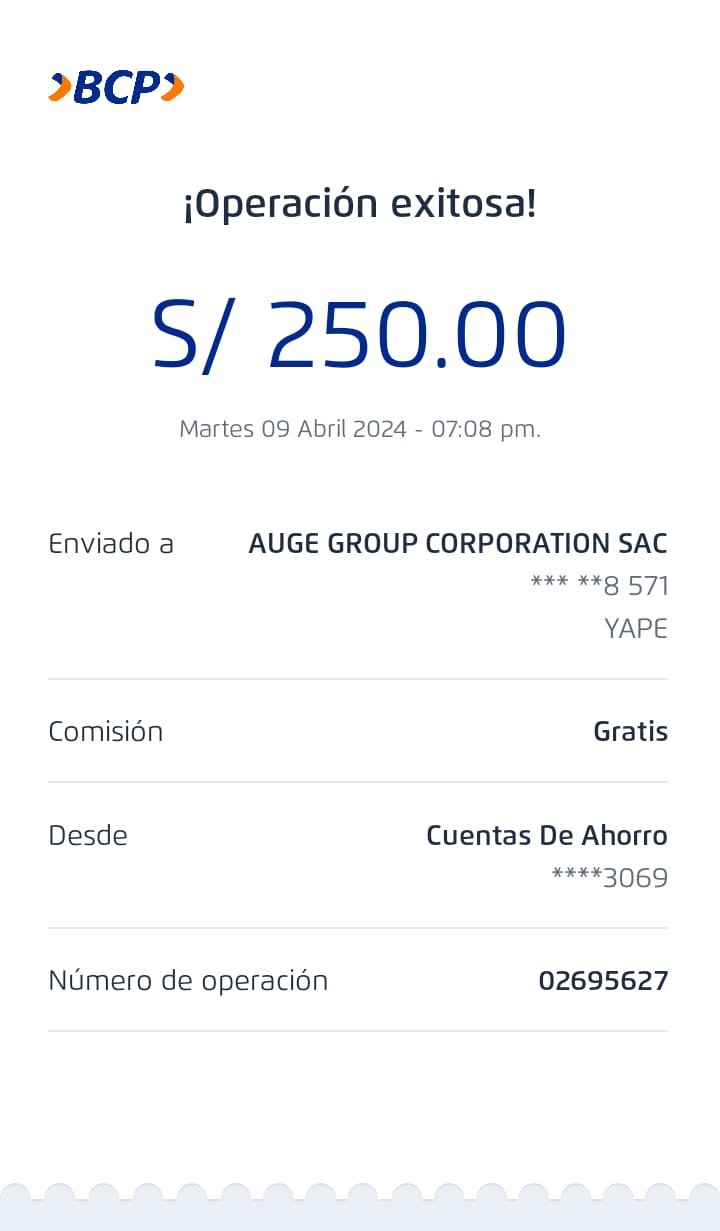 BCP
¡Operación exitosa!
S/ 250.00
Martes 09 Abril 2024 - 07:08 pm.
Enviado a AUGE GROUP CORPORATION SAC
*** **8 571
YAPE
Comisión Gratis
Desde Cuentas De Ahorro
****3069
Número de operación 02695627